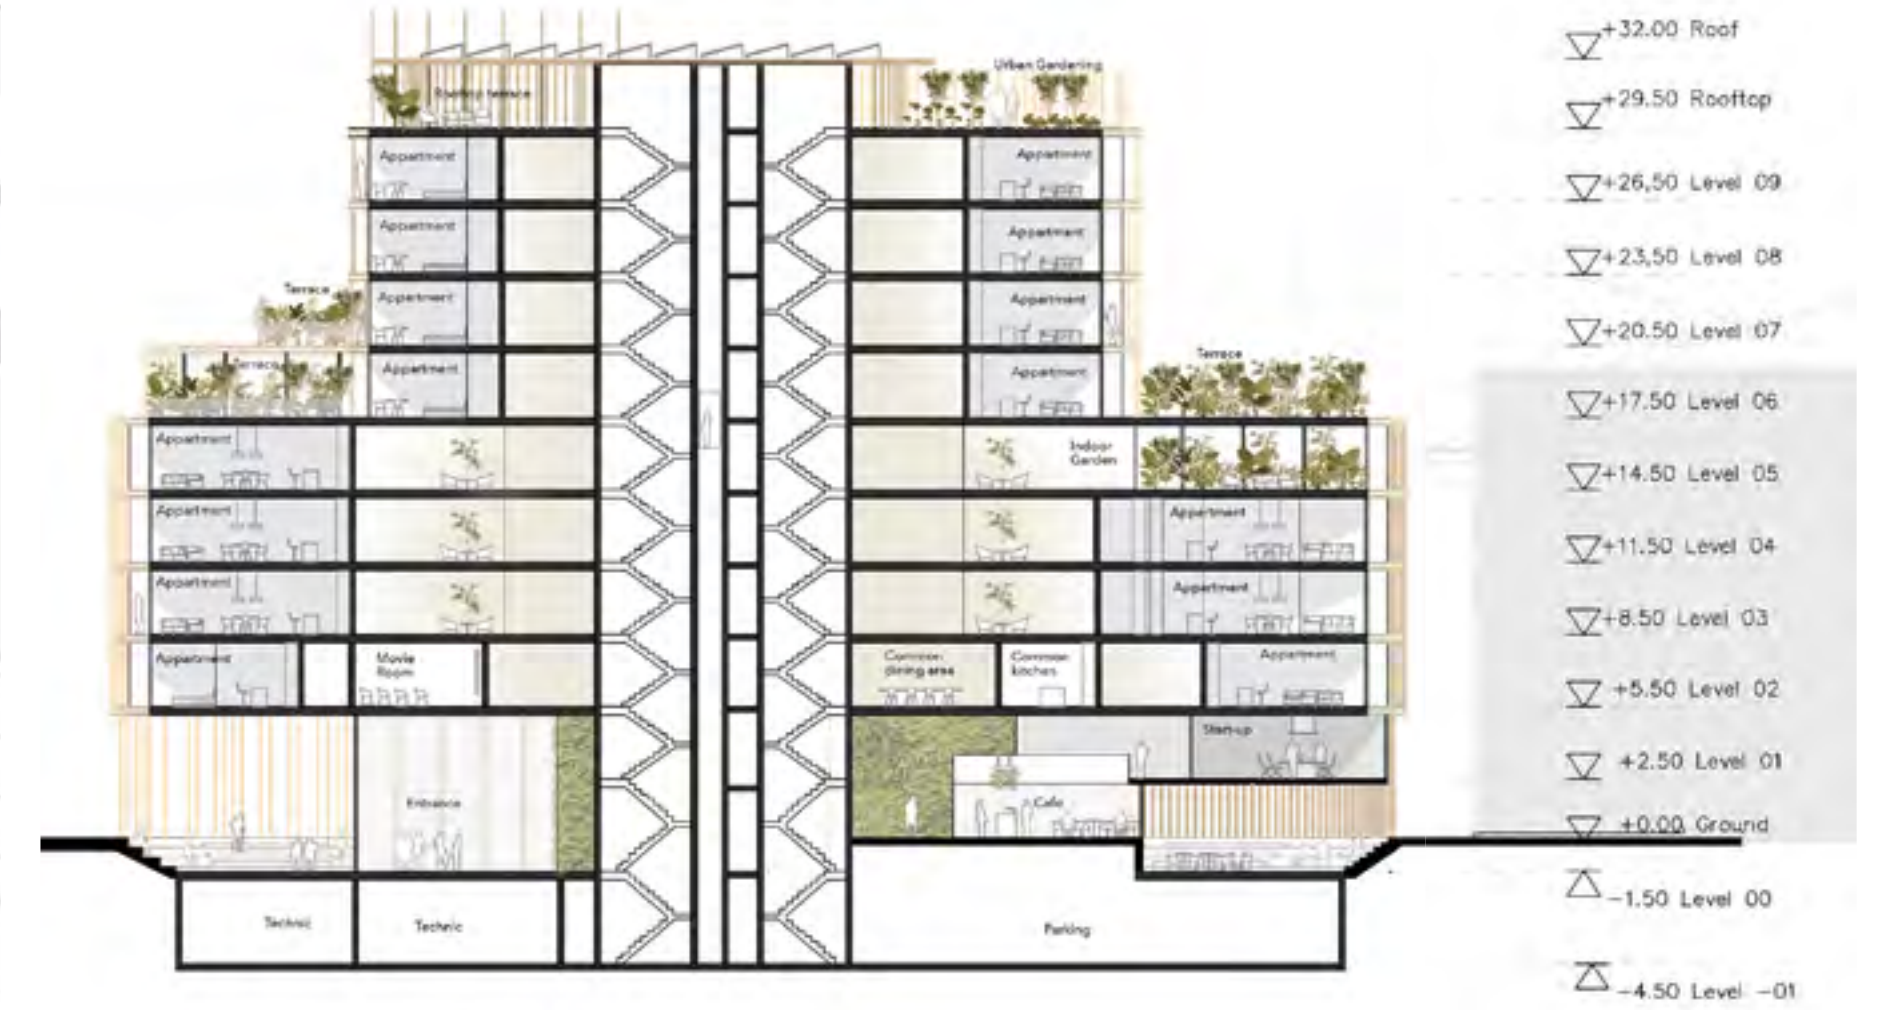 +32.00 Roof
Urban Gardening
Rooftop terrace
+29.50 Rooftop
Appartment
Appartment
+26.50 Level 09
Appartment
Appartment
+23.50 Level 08
Terrace
Appartment
Appartment
+20.50 Level 07
Terrace
Terrace
Appartment
Appartment
+17.50 Level 06
Appartment
Indoor
Garden
+14.50 Level 05
Appartment
Appartment
+11.50 Level 04
Appartment
Appartment
+8.50 Level 03
Appartment
Movie
Room
Common
dining area
Common
kitchen
Appartment
+5.50 Level 02
Start-up
+2.50 Level 01
Entrance
Cafe
+0.00 Ground
-1.50 Level 00
Technic
Technic
Parking
-4.50 Level -01